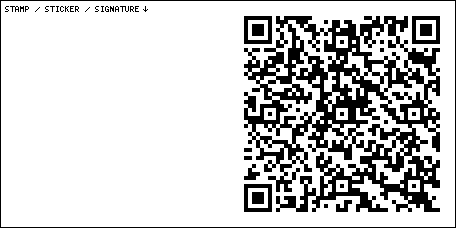 STAMP / STICKER / SIGNATURE ↓